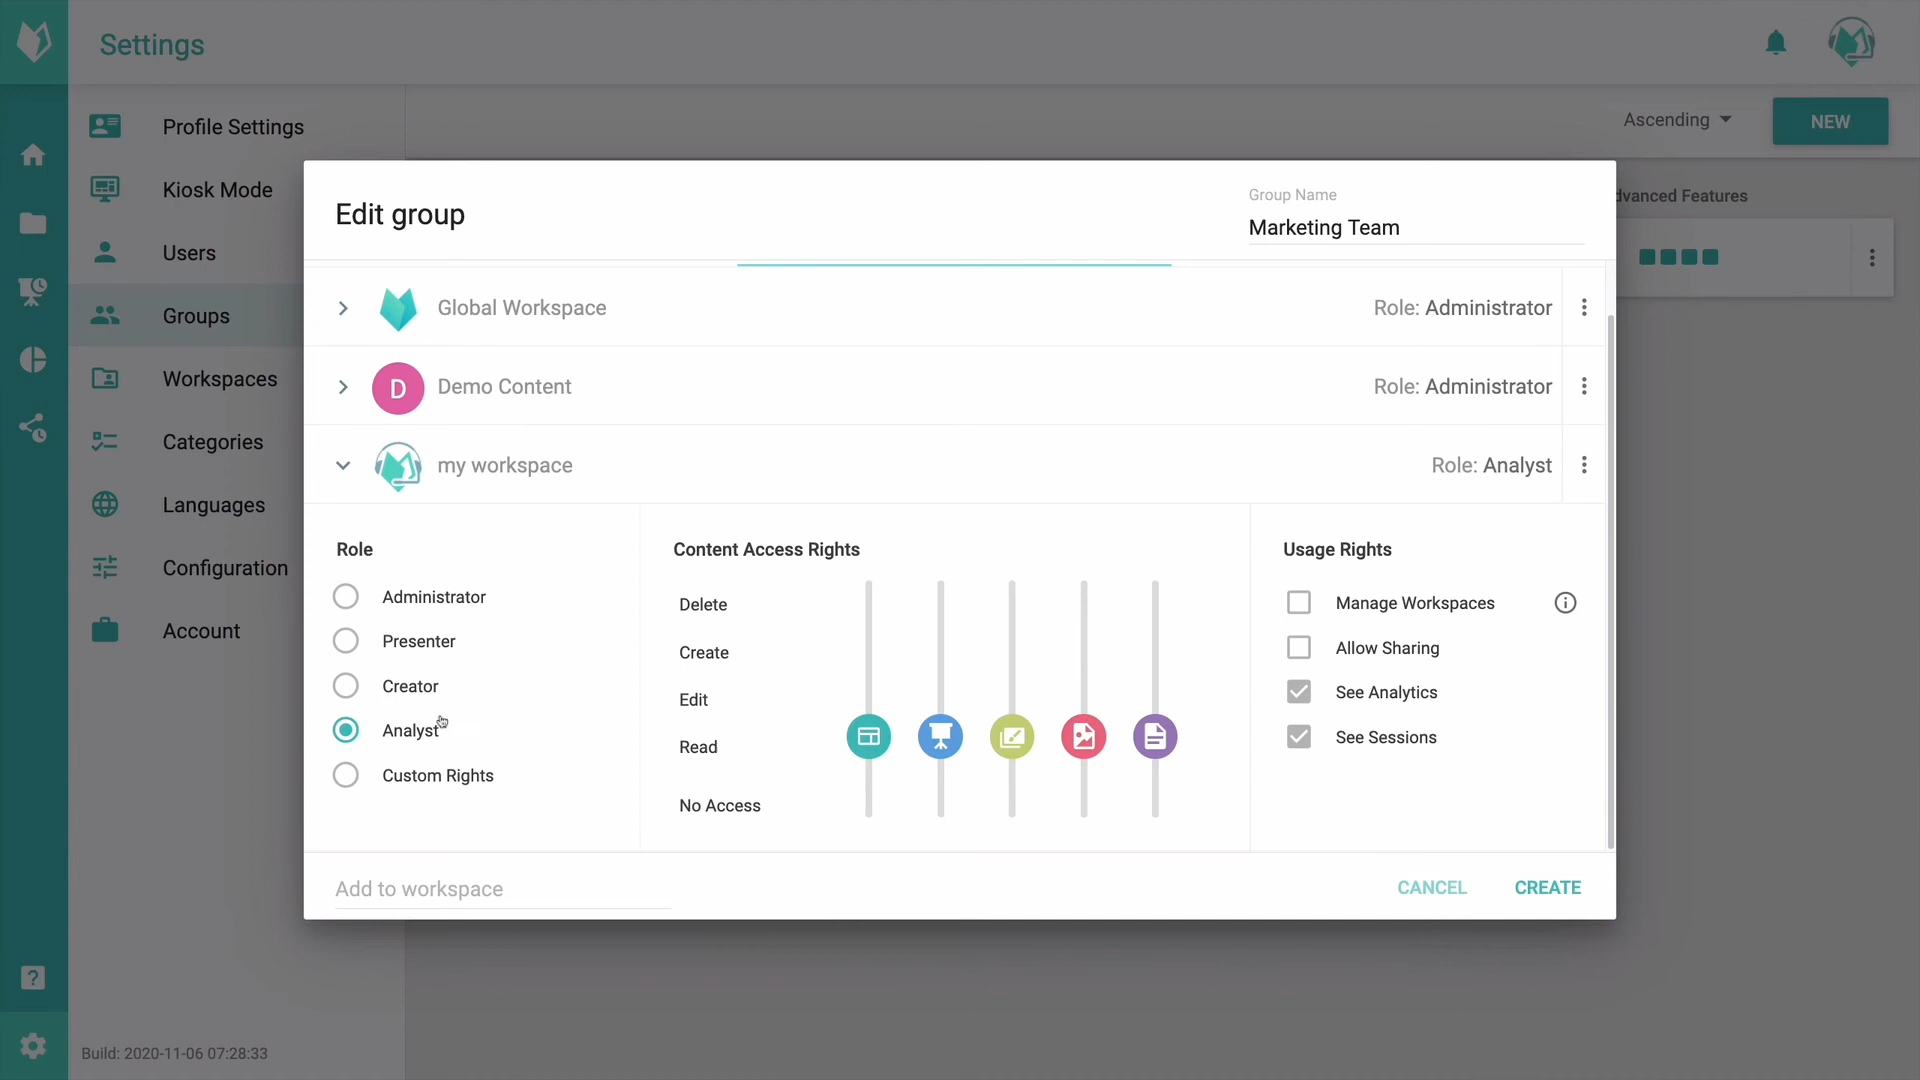 Settings
Ascending
NEW
Profile Settings
Kiosk Mode
Users
Groups
Workspaces
Categories
Languages
Configuration
Account
Build: 2020-11-06 07:28:33
dvanced Features
Edit group
Group Name
Marketing Team
Global Workspace
Role: Administrator
D
Demo Content
Role: Administrator
my workspace
Role: Analyst
Role
Administrator
Presenter
Creator
Analyst
Custom Rights
Content Access Rights
Delete
Create
Edit
Read
No Access
Usage Rights
Manage Workspaces
Allow Sharing
See Analytics
See Sessions
Add to workspace
CANCEL
CREATE